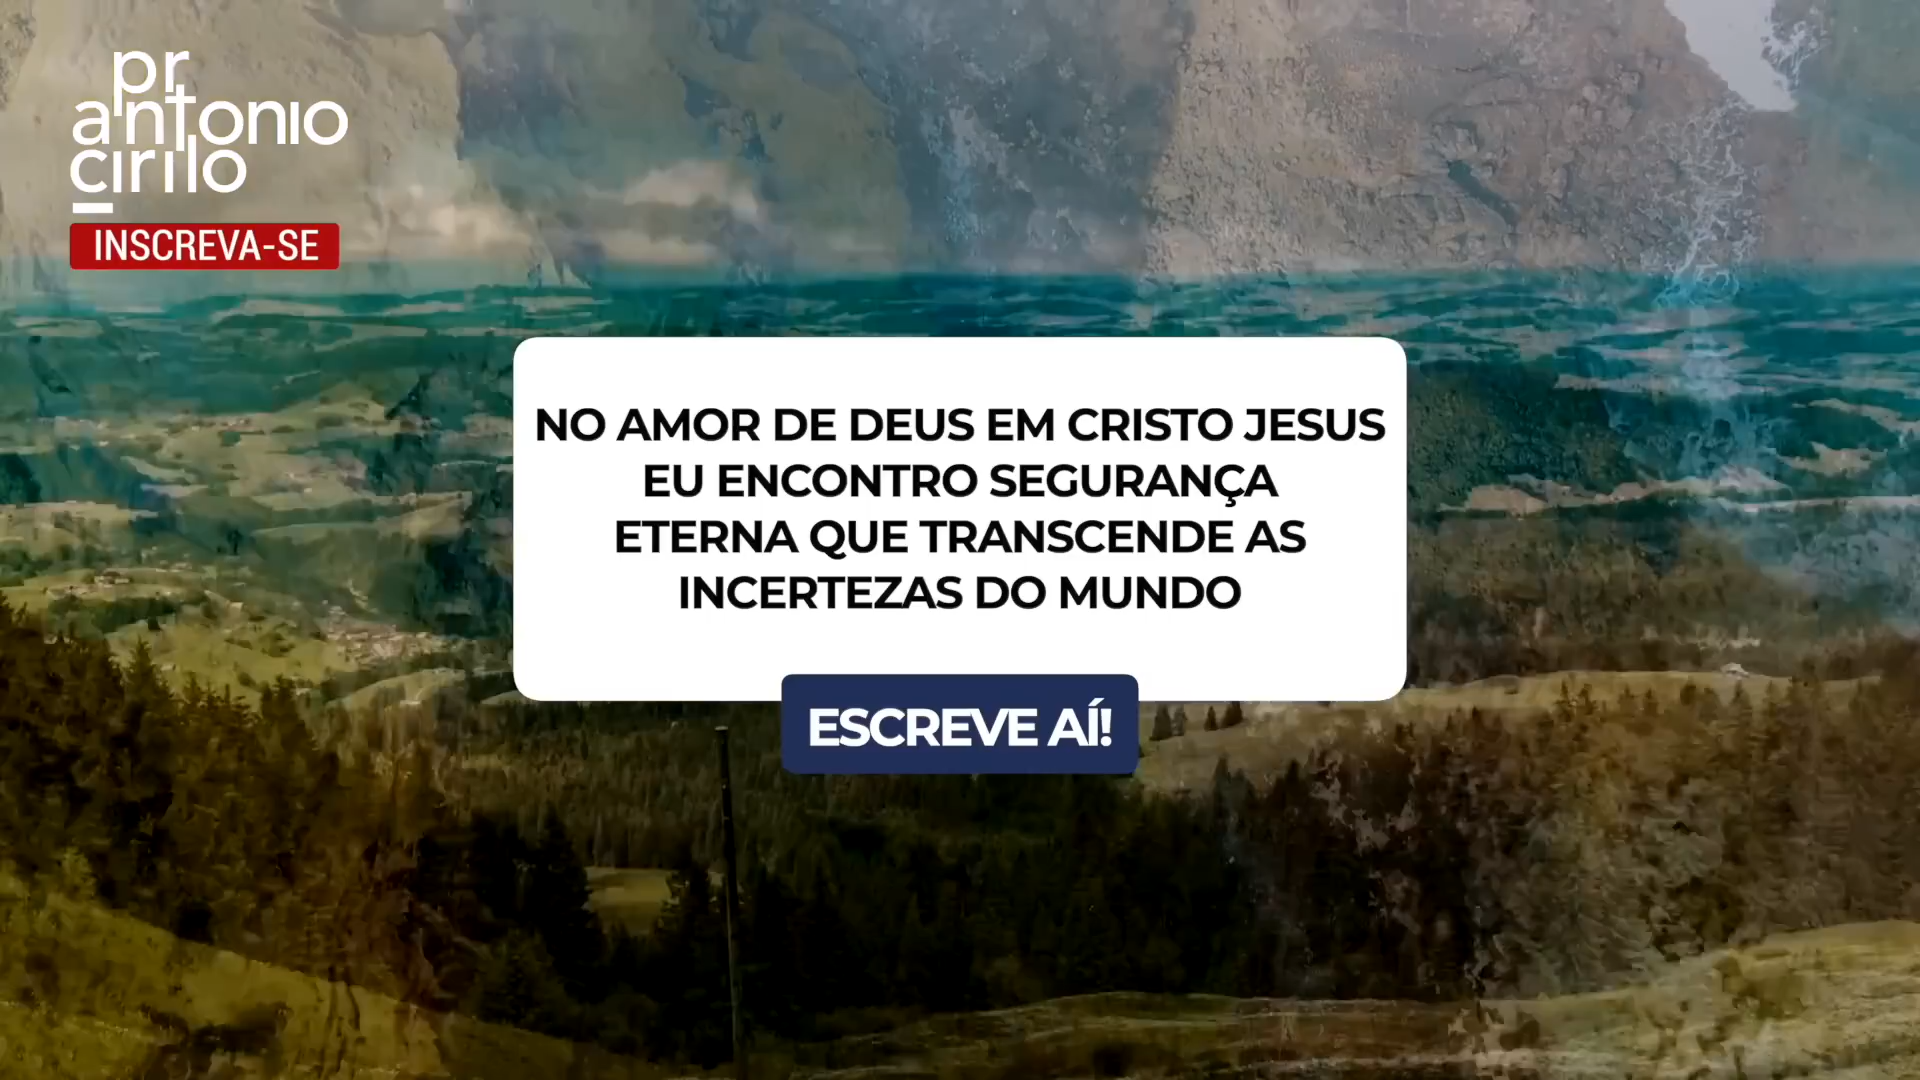 pr
antonio
cirilo
INSCREVA-SE
NO AMOR DE DEUS EM CRISTO JESUS
EU ENCONTRO SEGURANÇA
ETERNA QUE TRANSCENDE AS
INCERTEZAS DO MUNDO
ESCREVE AÍ!